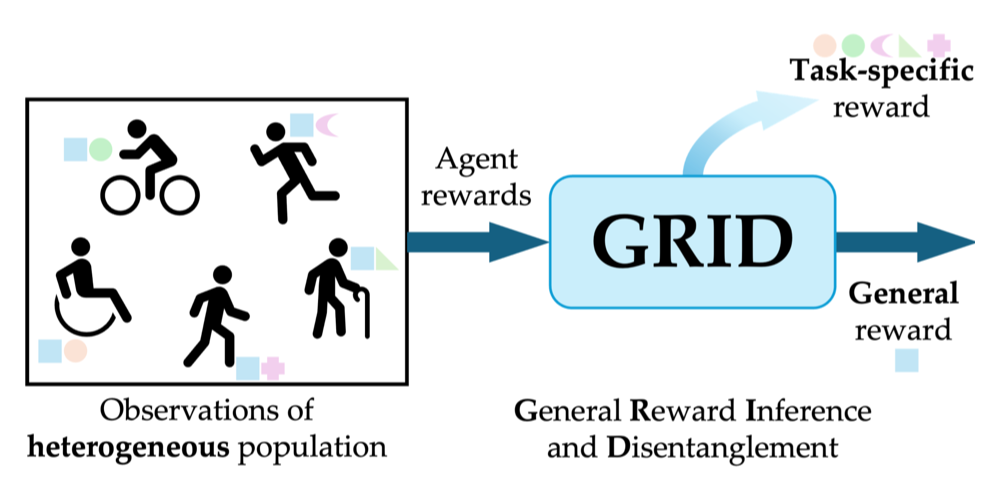 Task-specific
reward
Agent
rewards
GRID
General
reward
Observations of
heterogeneous population
General Reward Inference
and Disentanglement